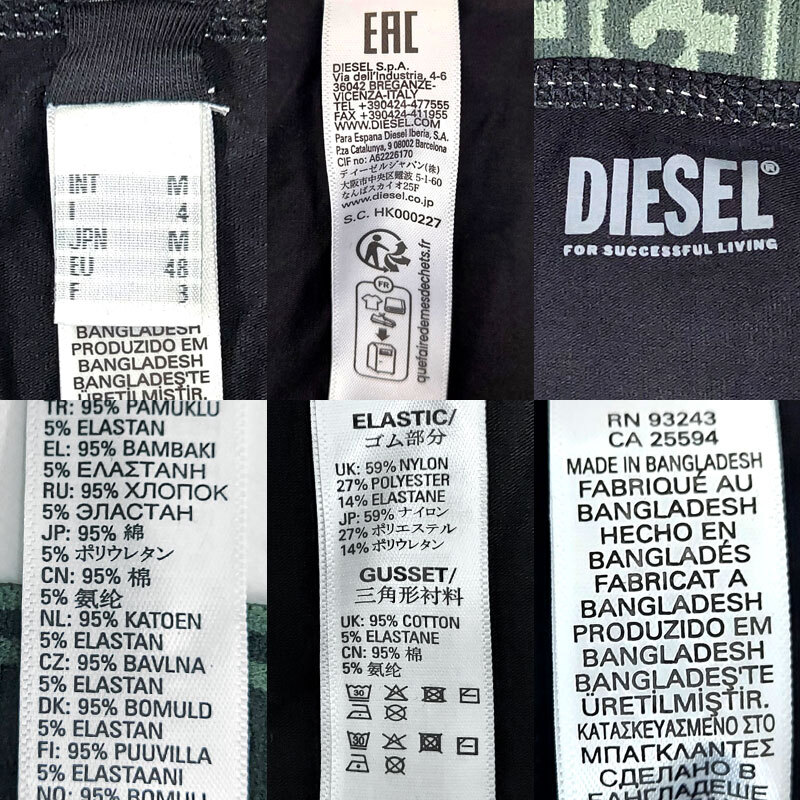 INT M
I 4
JPN M
EU 48
F 3
BANGLADESH
PRODUZIDO EM
BANGLADESH
BANGLADEŞ'TE
ÜRETİLMİŞTİR.
EAC
DIESEL S.p.A.
Via dell'Industria, 4-6
36042 BREGANZE-
VICENZA-ITALY
TEL +390424-477555
FAX +390424-411955
WWW.DIESEL.COM
Para Espana Diesel Iberia, S.A.
P.za Catalunya, 9 08002 Barcelona
CIF no: A62226170
ディーゼルジャパン(株)
大阪市中央区難波 5-1-60
なんばスカイオ25F
www.diesel.co.jp
S.C. HK000227
FR
quefairedemesdechets.fr
DIESEL®
FOR SUCCESSFUL LIVING
TR: 95% PAMUKLU
5% ELASTAN
EL: 95% ΒΑΜΒΑΚΙ
5% ΕΛΑΣΤΑΝΗ
RU: 95% ХЛОПОК
5% ЭЛАСТАН
JP: 95% 綿
5% ポリウレタン
CN: 95% 棉
5% 氨纶
NL: 95% KATOEN
5% ELASTAN
CZ: 95% BAVLNA
5% ELASTAN
DK: 95% BOMULD
5% ELASTAN
FI: 95% PUUVILLA
5% ELASTAANI
NO: 95% BOMULL
ELASTIC/
ゴム部分
UK: 59% NYLON
27% POLYESTER
14% ELASTANE
JP: 59% ナイロン
27% ポリエステル
14% ポリウレタン
GUSSET/
三角形衬料
UK: 95% COTTON
5% ELASTANE
CN: 95% 棉
5% 氨纶
30
30
RN 93243
CA 25594
MADE IN BANGLADESH
FABRIQUÉ AU
BANGLADESH
HECHO EN
BANGLADÉS
FABRICAT A
BANGLADESH
PRODUZIDO EM
BANGLADESH
BANGLADEŞ'TE
ÜRETİLMİŞTİR.
ΚΑΤΑΣΚΕΥΑΣΜΕΝΟ ΣΤΟ
ΜΠΑΓΚΛΑΝΤΕΣ
СДЕЛАНО В
БАНГЛАДЕШЕ